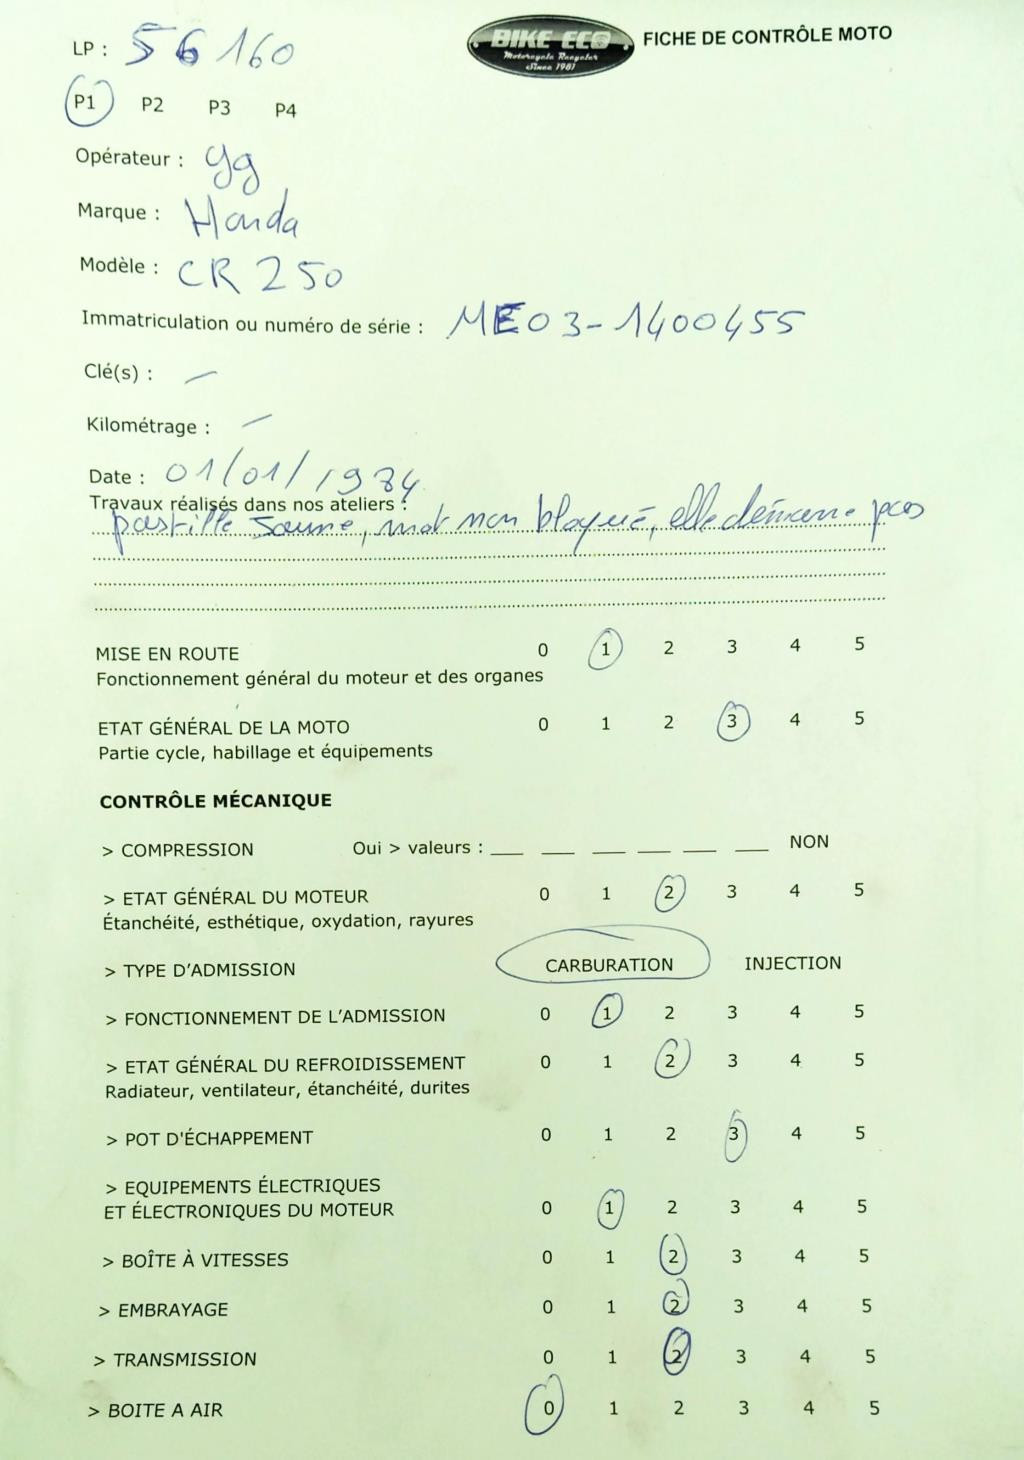 LP : 56160
BIKE ECO
Motorcycle Recycler
Since 1981
FICHE DE CONTRÔLE MOTO
P1 P2 P3 P4
Opérateur : gg
Marque : Honda
Modèle : CR 250
Immatriculation ou numéro de série : ME03-1400455
Clé(s) : —
Kilométrage : —
Date : 01/01/1984
Travaux réalisés dans nos ateliers :
pastille Jaune, mot non bloqué, elle démarre pas
MISE EN ROUTE 0 1 2 3 4 5
Fonctionnement général du moteur et des organes
ETAT GÉNÉRAL DE LA MOTO 0 1 2 3 4 5
Partie cycle, habillage et équipements
CONTRÔLE MÉCANIQUE
> COMPRESSION Oui > valeurs : __ __ __ __ __ __ NON
> ETAT GÉNÉRAL DU MOTEUR 0 1 2 3 4 5
Étanchéité, esthétique, oxydation, rayures
> TYPE D'ADMISSION CARBURATION INJECTION
> FONCTIONNEMENT DE L'ADMISSION 0 1 2 3 4 5
> ETAT GÉNÉRAL DU REFROIDISSEMENT 0 1 2 3 4 5
Radiateur, ventilateur, étanchéité, durites
> POT D'ÉCHAPPEMENT 0 1 2 3 4 5
> EQUIPEMENTS ÉLECTRIQUES
ET ÉLECTRONIQUES DU MOTEUR 0 1 2 3 4 5
> BOÎTE À VITESSES 0 1 2 3 4 5
> EMBRAYAGE 0 1 2 3 4 5
> TRANSMISSION 0 1 2 3 4 5
> BOITE A AIR 0 1 2 3 4 5